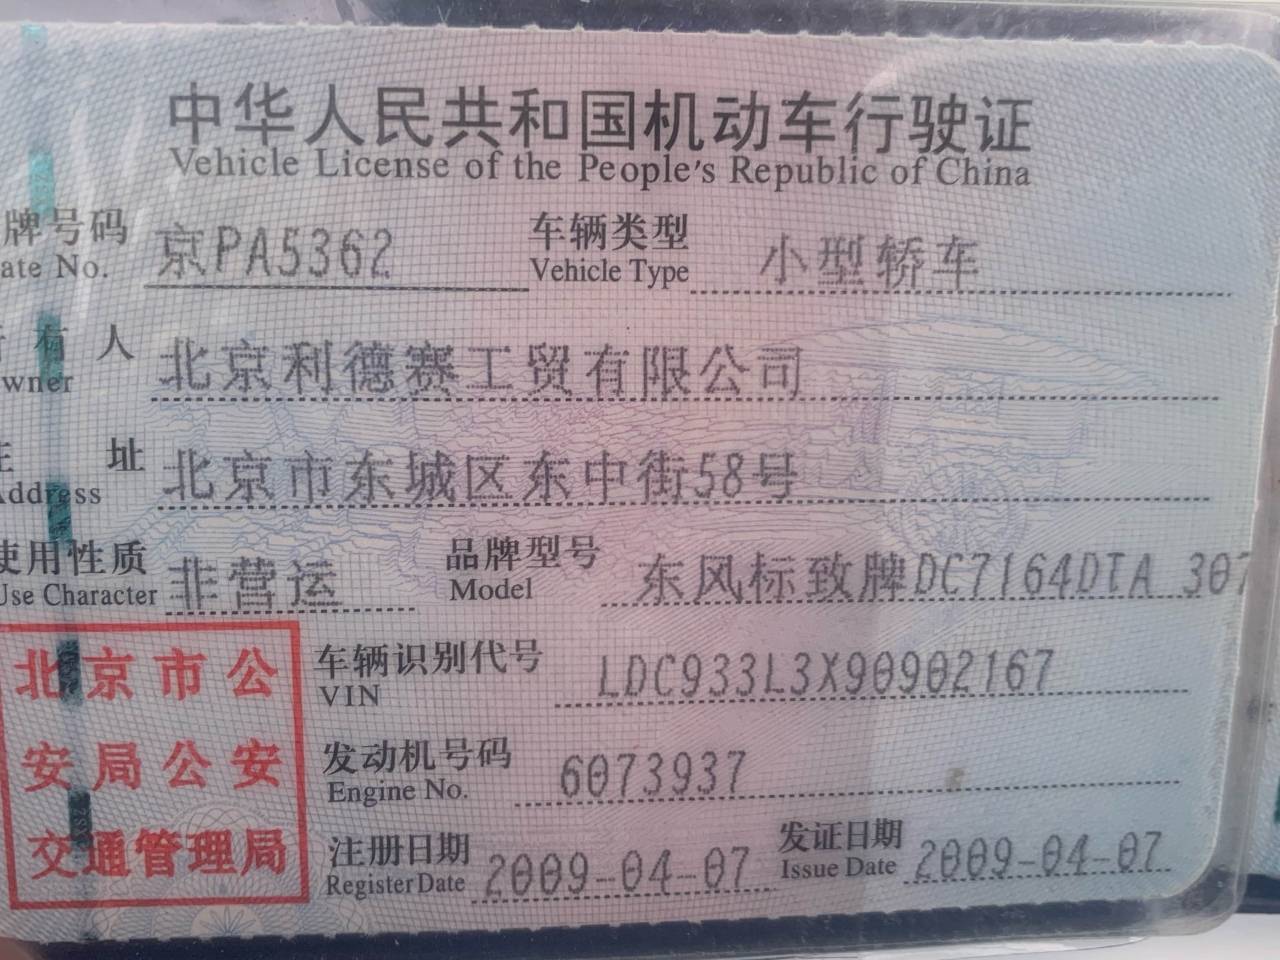 中华人民共和国机动车行驶证
Vehicle License of the People's Republic of China
牌号码 京PA5362 车辆类型 小型轿车
ate No. Vehicle Type
有人 北京利德赛工贸有限公司
wner
址 北京市东城区东中街58号
Address
使用性质 非营运 品牌型号 东风标致牌DC7164DTA 307
Use Character Model
北京市公
安局公安
交通管理局
车辆识别代号 LDC933L3X90902167
VIN
发动机号码 6073937
Engine No.
注册日期 2009-04-07 发证日期 2009-04-07
Register Date Issue Date